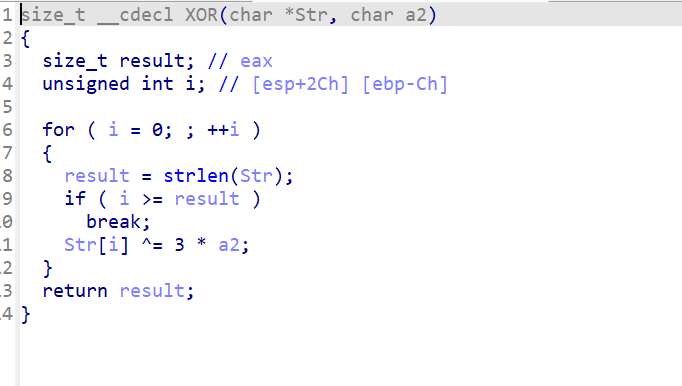 1 size_t __cdecl XOR(char *Str, char a2)
2 {
3   size_t result; // eax
4   unsigned int i; // [esp+2Ch] [ebp-Ch]
5
6   for ( i = 0; ; ++i )
7   {
8     result = strlen(Str);
9     if ( i >= result )
.0       break;
.1     Str[i] ^= 3 * a2;
.2   }
.3   return result;
.4 }